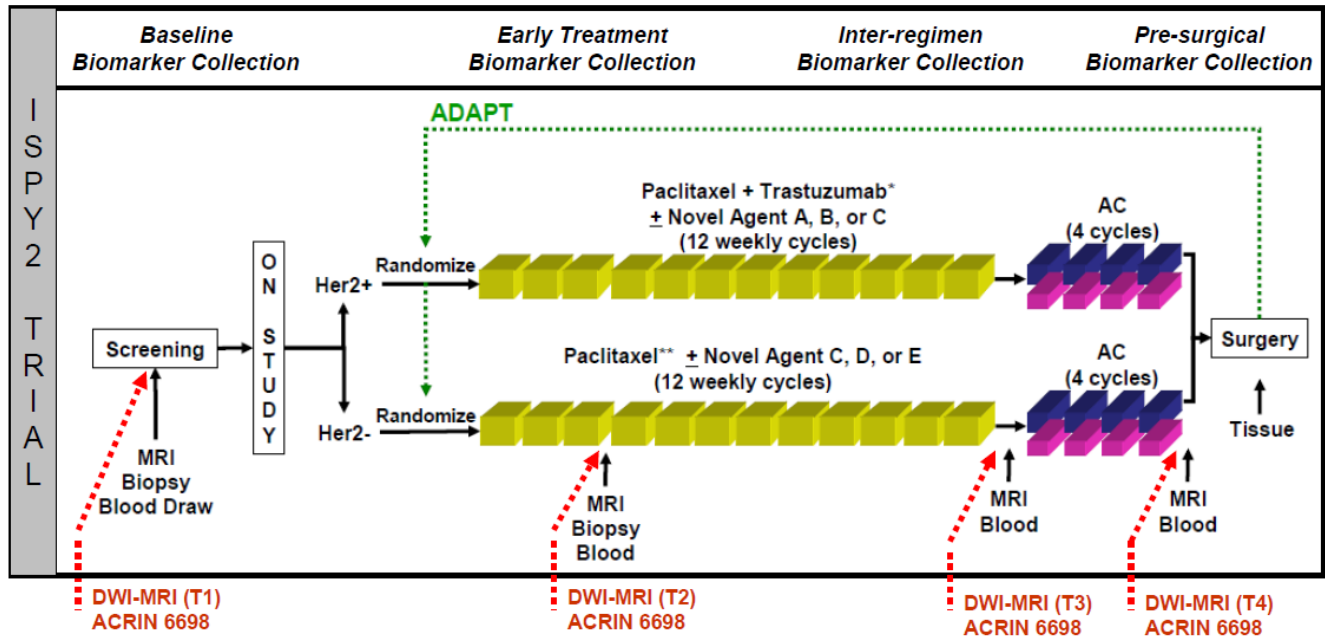 Baseline
Biomarker Collection
Early Treatment
Biomarker Collection
Inter-regimen
Biomarker Collection
Pre-surgical
Biomarker Collection
I
S
P
Y
2
T
R
I
A
L
ADAPT
Paclitaxel + Trastuzumab*
± Novel Agent A, B, or C
(12 weekly cycles)
AC
(4 cycles)
Screening
O
N
S
T
U
D
Y
Her2+
Randomize
Her2-
Randomize
Paclitaxel** ± Novel Agent C, D, or E
(12 weekly cycles)
AC
(4 cycles)
Surgery
Tissue
MRI
Biopsy
Blood Draw
MRI
Biopsy
Blood
MRI
Blood
MRI
Blood
DWI-MRI (T1)
ACRIN 6698
DWI-MRI (T2)
ACRIN 6698
DWI-MRI (T3)
ACRIN 6698
DWI-MRI (T4)
ACRIN 6698